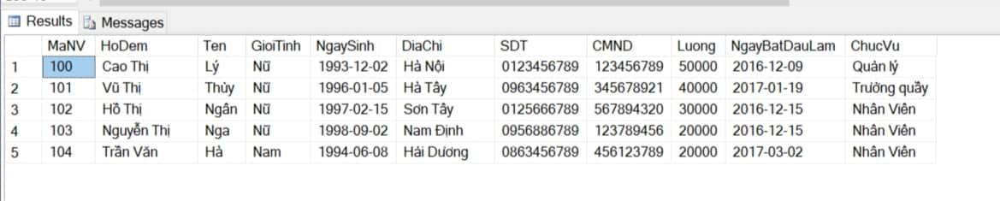 Results Messages
MaNV HoDem Ten GioiTinh NgaySinh DiaChi SDT CMND Luong NgayBatDauLam ChucVu
1 100 Cao Thị Lý Nữ 1993-12-02 Hà Nội 0123456789 123456789 50000 2016-12-09 Quản lý
2 101 Vũ Thị Thủy Nữ 1996-01-05 Hà Tây 0963456789 345678921 40000 2017-01-19 Trưởng quầy
3 102 Hồ Thị Ngân Nữ 1997-02-15 Sơn Tây 0125666789 567894320 30000 2016-12-15 Nhân Viên
4 103 Nguyễn Thị Nga Nữ 1998-09-02 Nam Định 0956886789 123789456 20000 2016-12-15 Nhân Viên
5 104 Trần Văn Hà Nam 1994-06-08 Hải Dương 0863456789 456123789 20000 2017-03-02 Nhân Viên